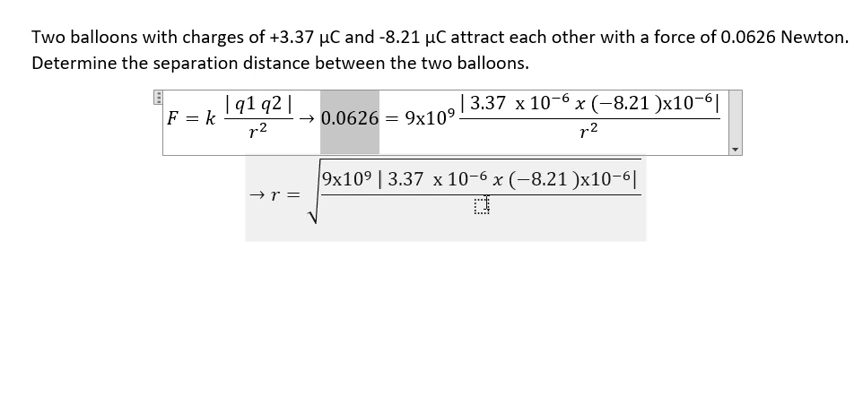 Two balloons with charges of +3.37 μC and -8.21 μC attract each other with a force of 0.0626 Newton.
Determine the separation distance between the two balloons.
F = k | q1 q2 | / r² → 0.0626 = 9x10⁹ | 3.37 x 10⁻⁶ x (−8.21 )x10⁻⁶| / r²
→ r = √(9x10⁹ | 3.37 x 10⁻⁶ x (−8.21 )x10⁻⁶| / ⬚)